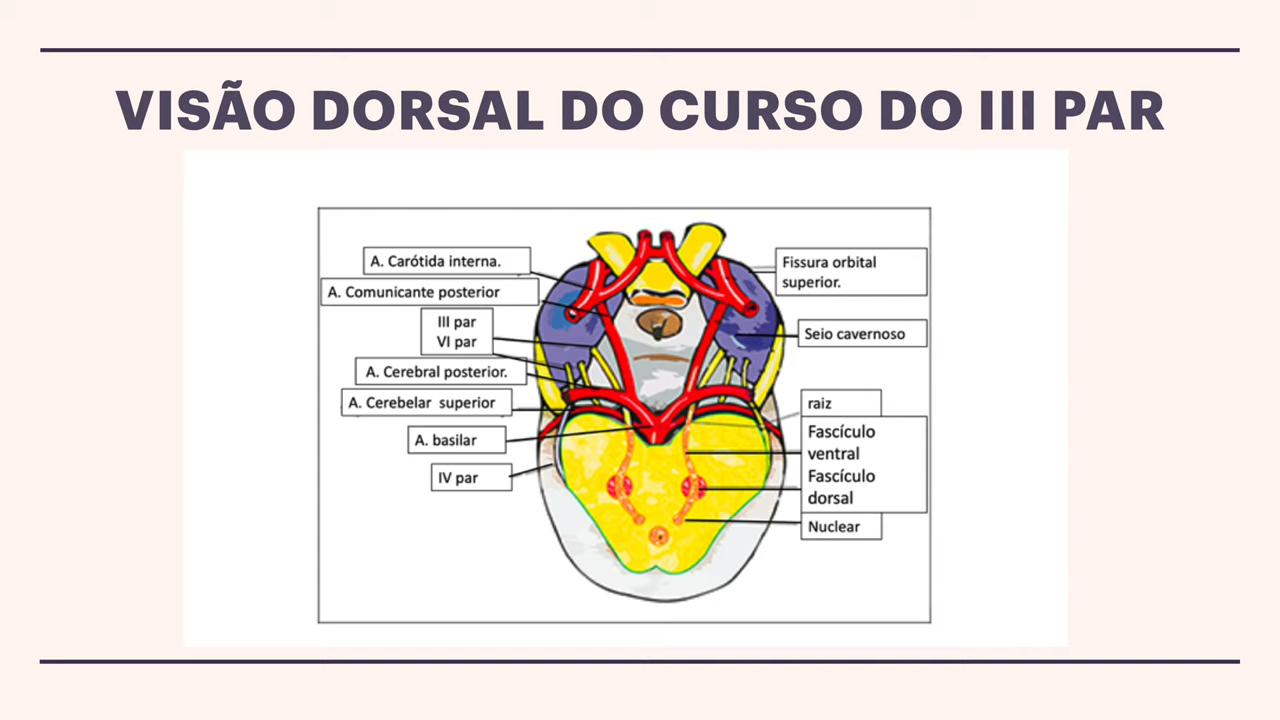 VISÃO DORSAL DO CURSO DO III PAR
A. Carótida interna.
A. Comunicante posterior
III par
VI par
A. Cerebral posterior.
A. Cerebelar superior
A. basilar
IV par
Fissura orbital
superior.
Seio cavernoso
raiz
Fascículo
ventral
Fascículo
dorsal
Nuclear